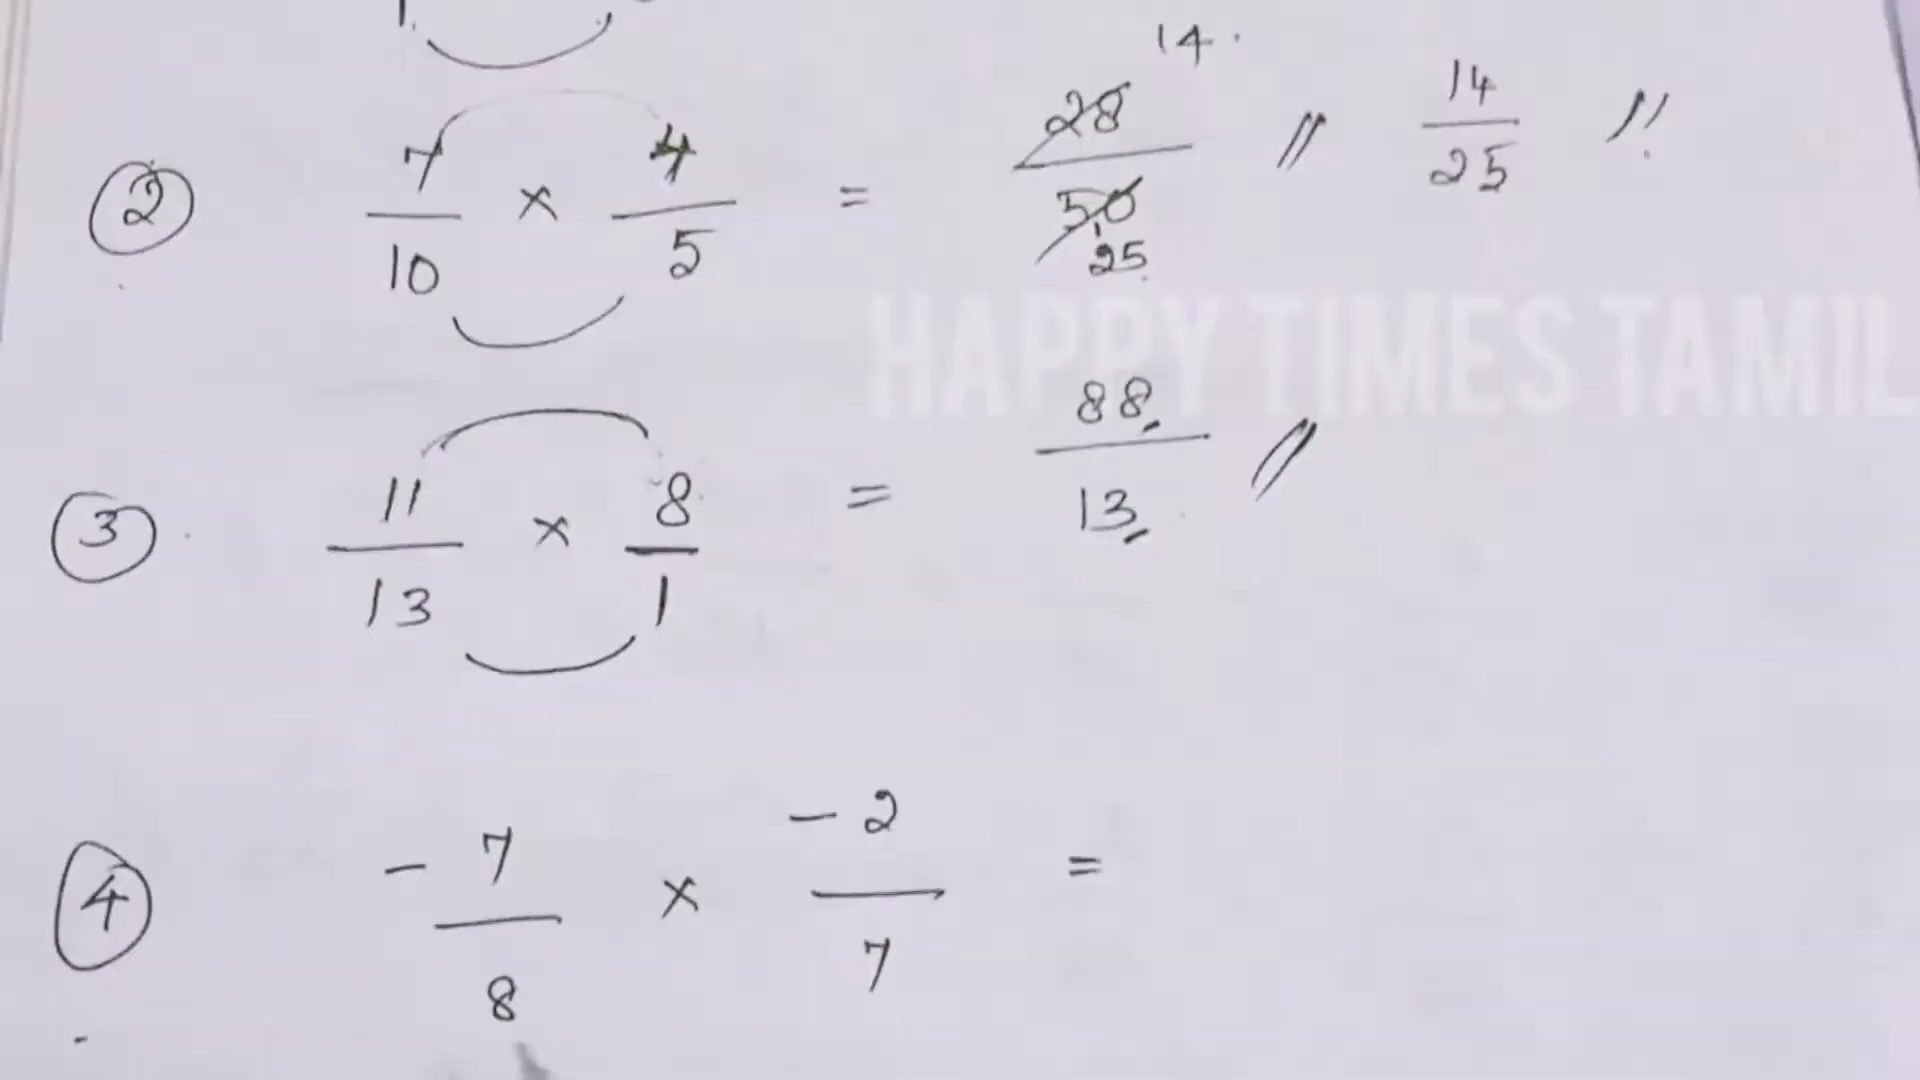 ② 7/10 × 4/5 = 28/50 14 25 // 14/25 //
HAPPY TIMES TAMIL
③ 11/13 × 8/1 = 88/13 //
④ - 7/8 × - 2/7 =